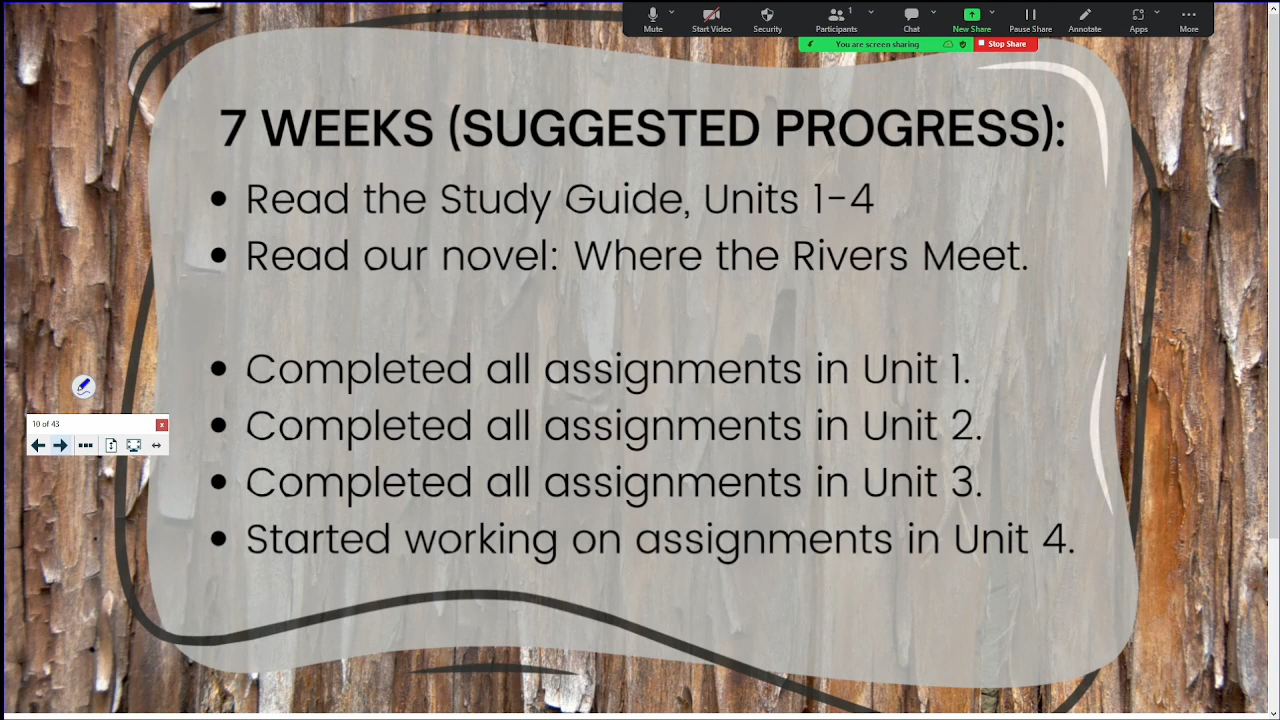 Mute
Start Video
Security
Participants
1
Chat
New Share
Pause Share
Annotate
Apps
More
You are screen sharing
Stop Share
7 WEEKS (SUGGESTED PROGRESS):
• Read the Study Guide, Units 1-4
• Read our novel: Where the Rivers Meet.
• Completed all assignments in Unit 1.
• Completed all assignments in Unit 2.
• Completed all assignments in Unit 3.
• Started working on assignments in Unit 4.
10 of 43
x